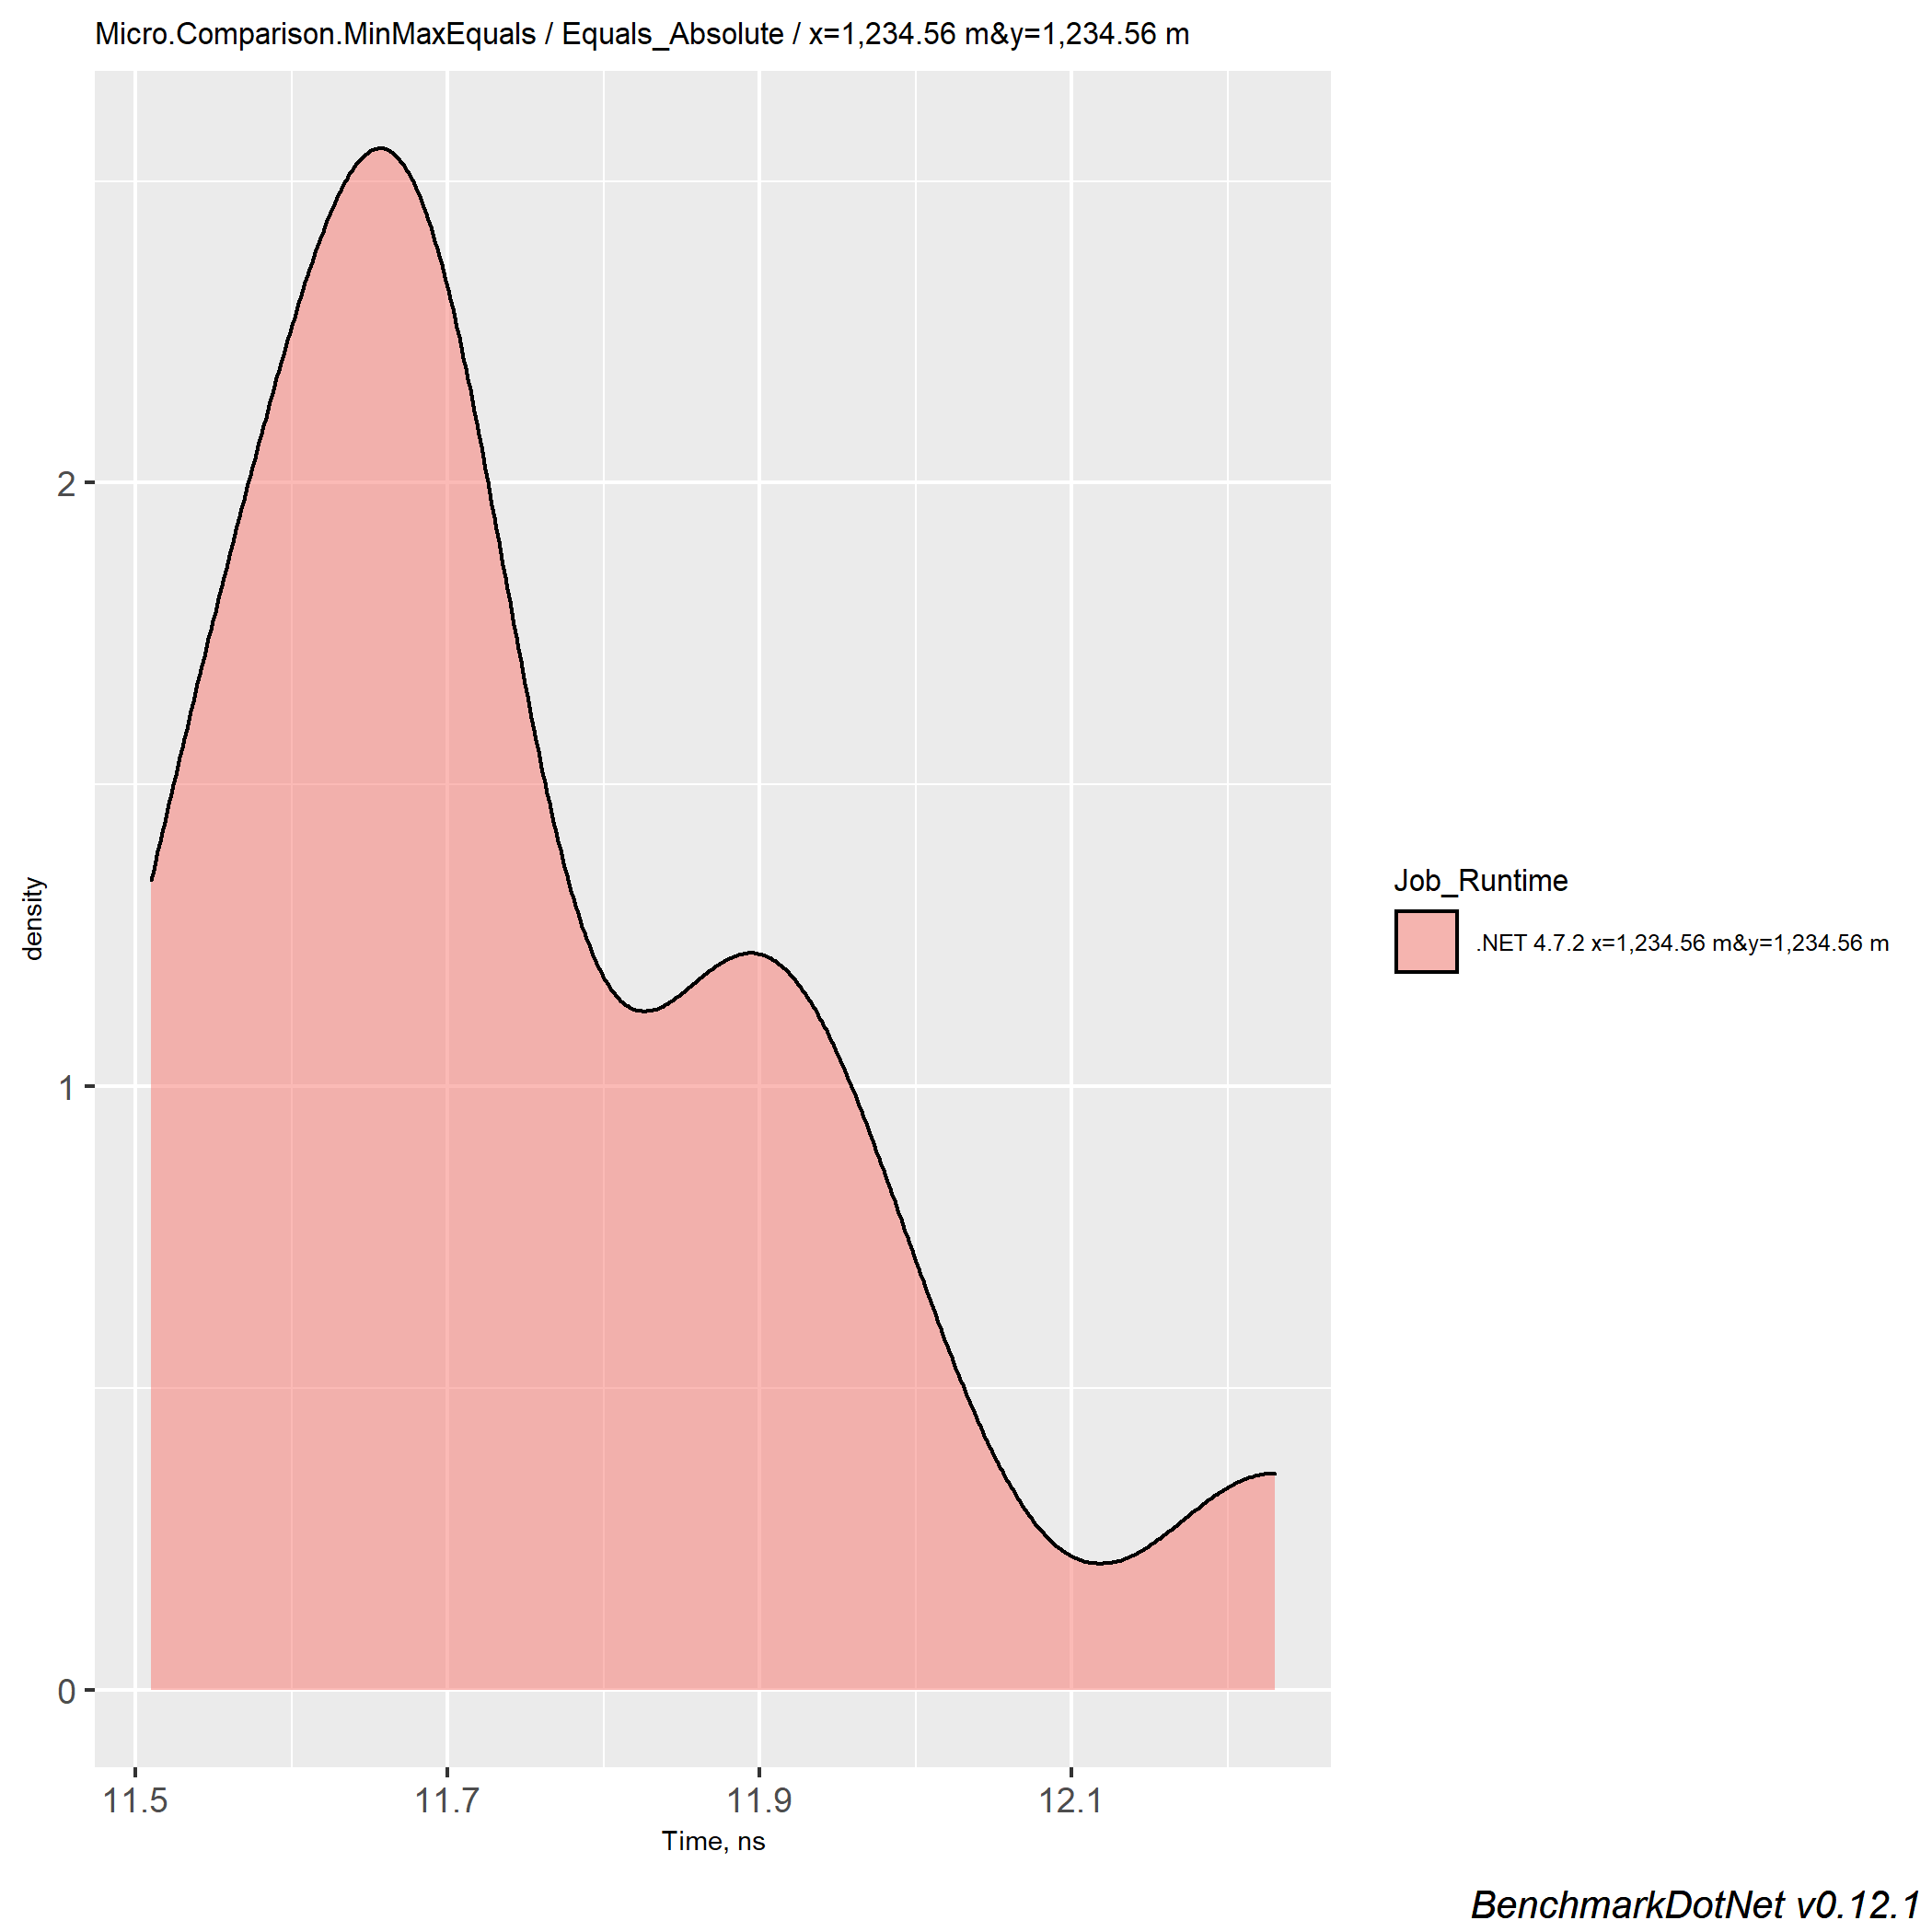 Micro.Comparison.MinMaxEquals / Equals_Absolute / x=1,234.56 m&y=1,234.56 m
2
1
0
density
11.5 11.7 11.9 12.1
Time, ns
Job_Runtime
.NET 4.7.2 x=1,234.56 m&y=1,234.56 m
BenchmarkDotNet v0.12.1